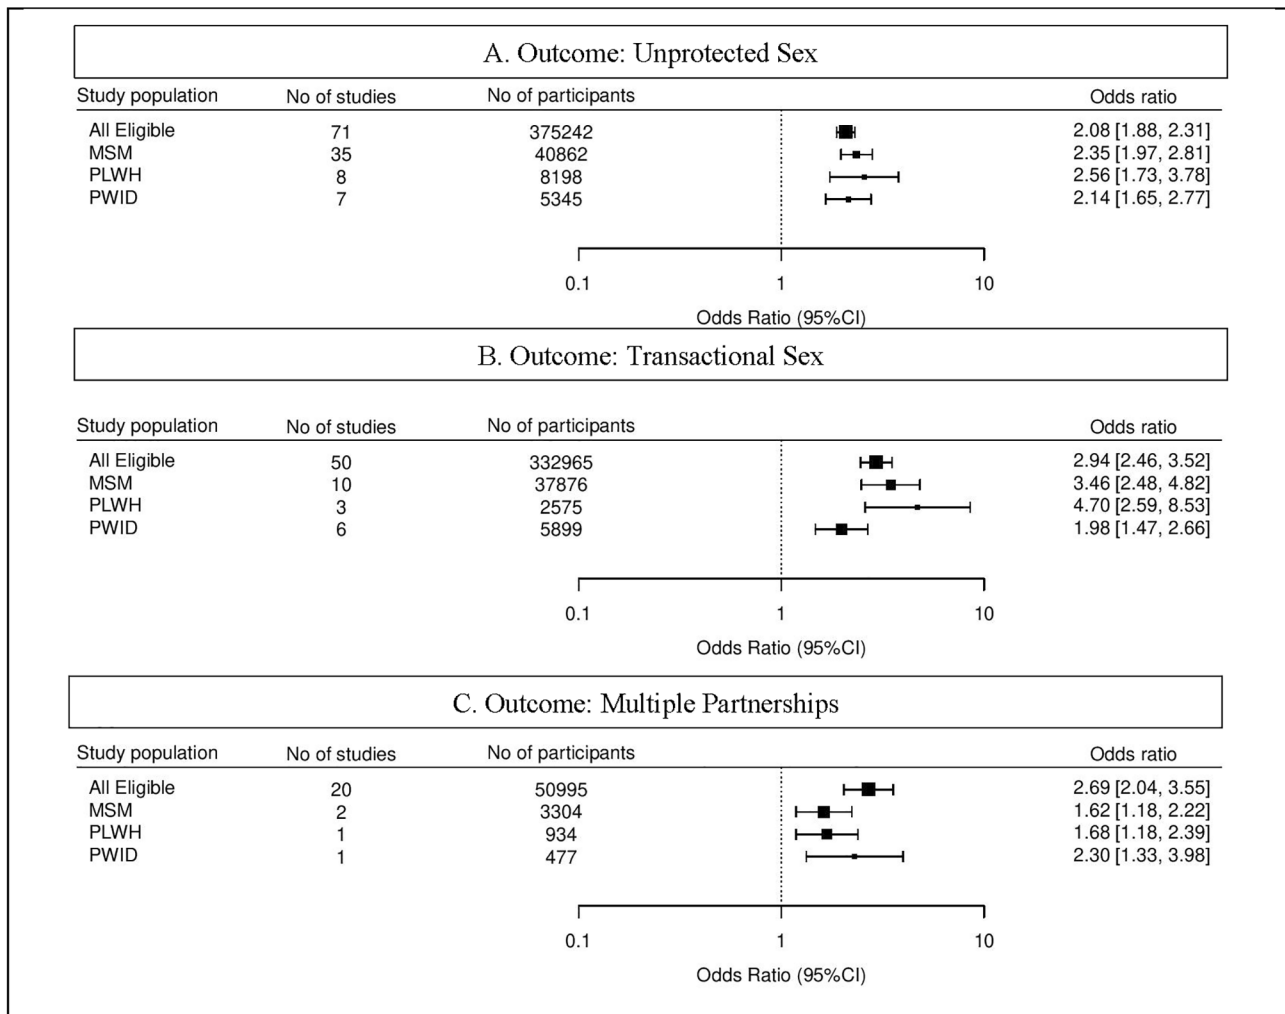 A. Outcome: Unprotected Sex
Study population No of studies No of participants Odds ratio
All Eligible 71 375242 2.08 [1.88, 2.31]
MSM 35 40862 2.35 [1.97, 2.81]
PLWH 8 8198 2.56 [1.73, 3.78]
PWID 7 5345 2.14 [1.65, 2.77]
0.1 1 10
Odds Ratio (95%CI)
B. Outcome: Transactional Sex
Study population No of studies No of participants Odds ratio
All Eligible 50 332965 2.94 [2.46, 3.52]
MSM 10 37876 3.46 [2.48, 4.82]
PLWH 3 2575 4.70 [2.59, 8.53]
PWID 6 5899 1.98 [1.47, 2.66]
0.1 1 10
Odds Ratio (95%CI)
C. Outcome: Multiple Partnerships
Study population No of studies No of participants Odds ratio
All Eligible 20 50995 2.69 [2.04, 3.55]
MSM 2 3304 1.62 [1.18, 2.22]
PLWH 1 934 1.68 [1.18, 2.39]
PWID 1 477 2.30 [1.33, 3.98]
0.1 1 10
Odds Ratio (95%CI)